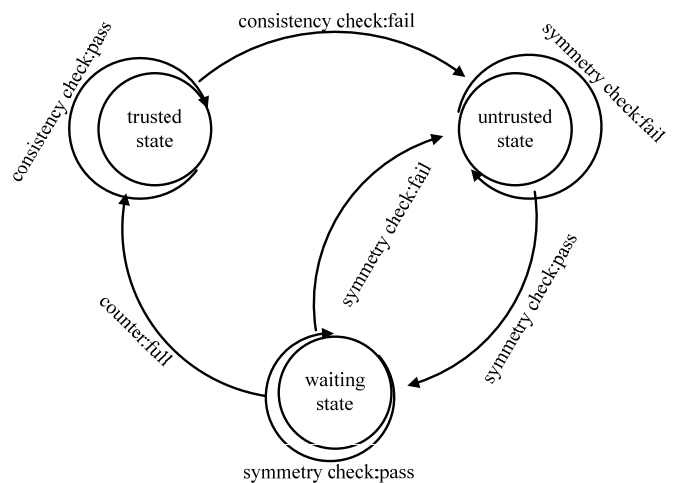 consistency check:fail
consistency check:pass
trusted
state
untrusted
state
symmetry check:fail
symmetry check:fail
symmetry check:pass
counter:full
waiting
state
symmetry check:pass